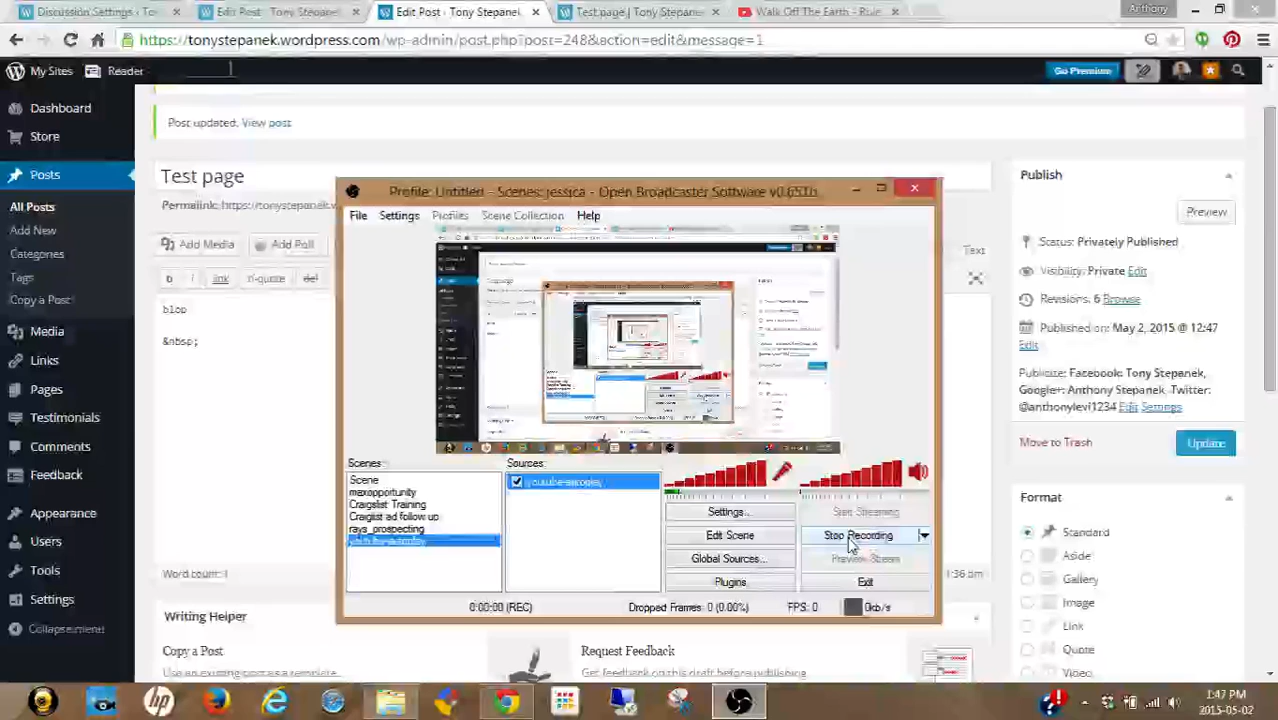 Discussion Settings
Edit Post · Tony Stepanek
Edit Post · Tony Stepanek
Test page | Tony Stepanek
Walk Off The Earth - Rule
Anthony
https://tonystepanek.wordpress.com/wp-admin/post.php?post=248&action=edit&message=1
My Sites
Reader
Go Premium
Dashboard
Store
Posts
All Posts
Add New
Categories
Tags
Copy a Post
Media
Links
Pages
Testimonials
Comments
Feedback
Appearance
Users
Tools
Settings
Collapse menu
Post updated. View post
Test page
Permalink: https://tonystepanek.w
Add Media
Add Poll
Text
b
i
link
b-quote
del
&nbsp;
Word count: 1
1:36 pm
Writing Helper
Copy a Post
Use an existing post as a template.
Request Feedback
Get feedback on this draft before publishing.
Profile: Untitled - Scenes: jessica - Open Broadcaster Software v0.651b
File
Settings
Profiles
Scene Collection
Help
Scenes:
Scene
maxopportunity
Craigslist Training
Craiglist ad follow up
rays_prospecting
Sources:
Settings...
Start Streaming
Edit Scene
Stop Recording
Global Sources...
Preview Stream
Plugins
Exit
0:00:00 (REC)
Dropped Frames: 0 (0.00%)
FPS: 0
0kb/s
Publish
Preview
Status: Privately Published
Visibility: Private Edit
Revisions: 6 Browse
Published on: May 2, 2015 @ 12:47
Edit
Publicize: Facebook: Tony Stepanek,
Google+: Anthony Stepanek, Twitter:
@anthonylevi1234 Edit Settings
Move to Trash
Update
Format
Standard
Aside
Gallery
Image
Link
Quote
Video
1:47 PM
2015-05-02